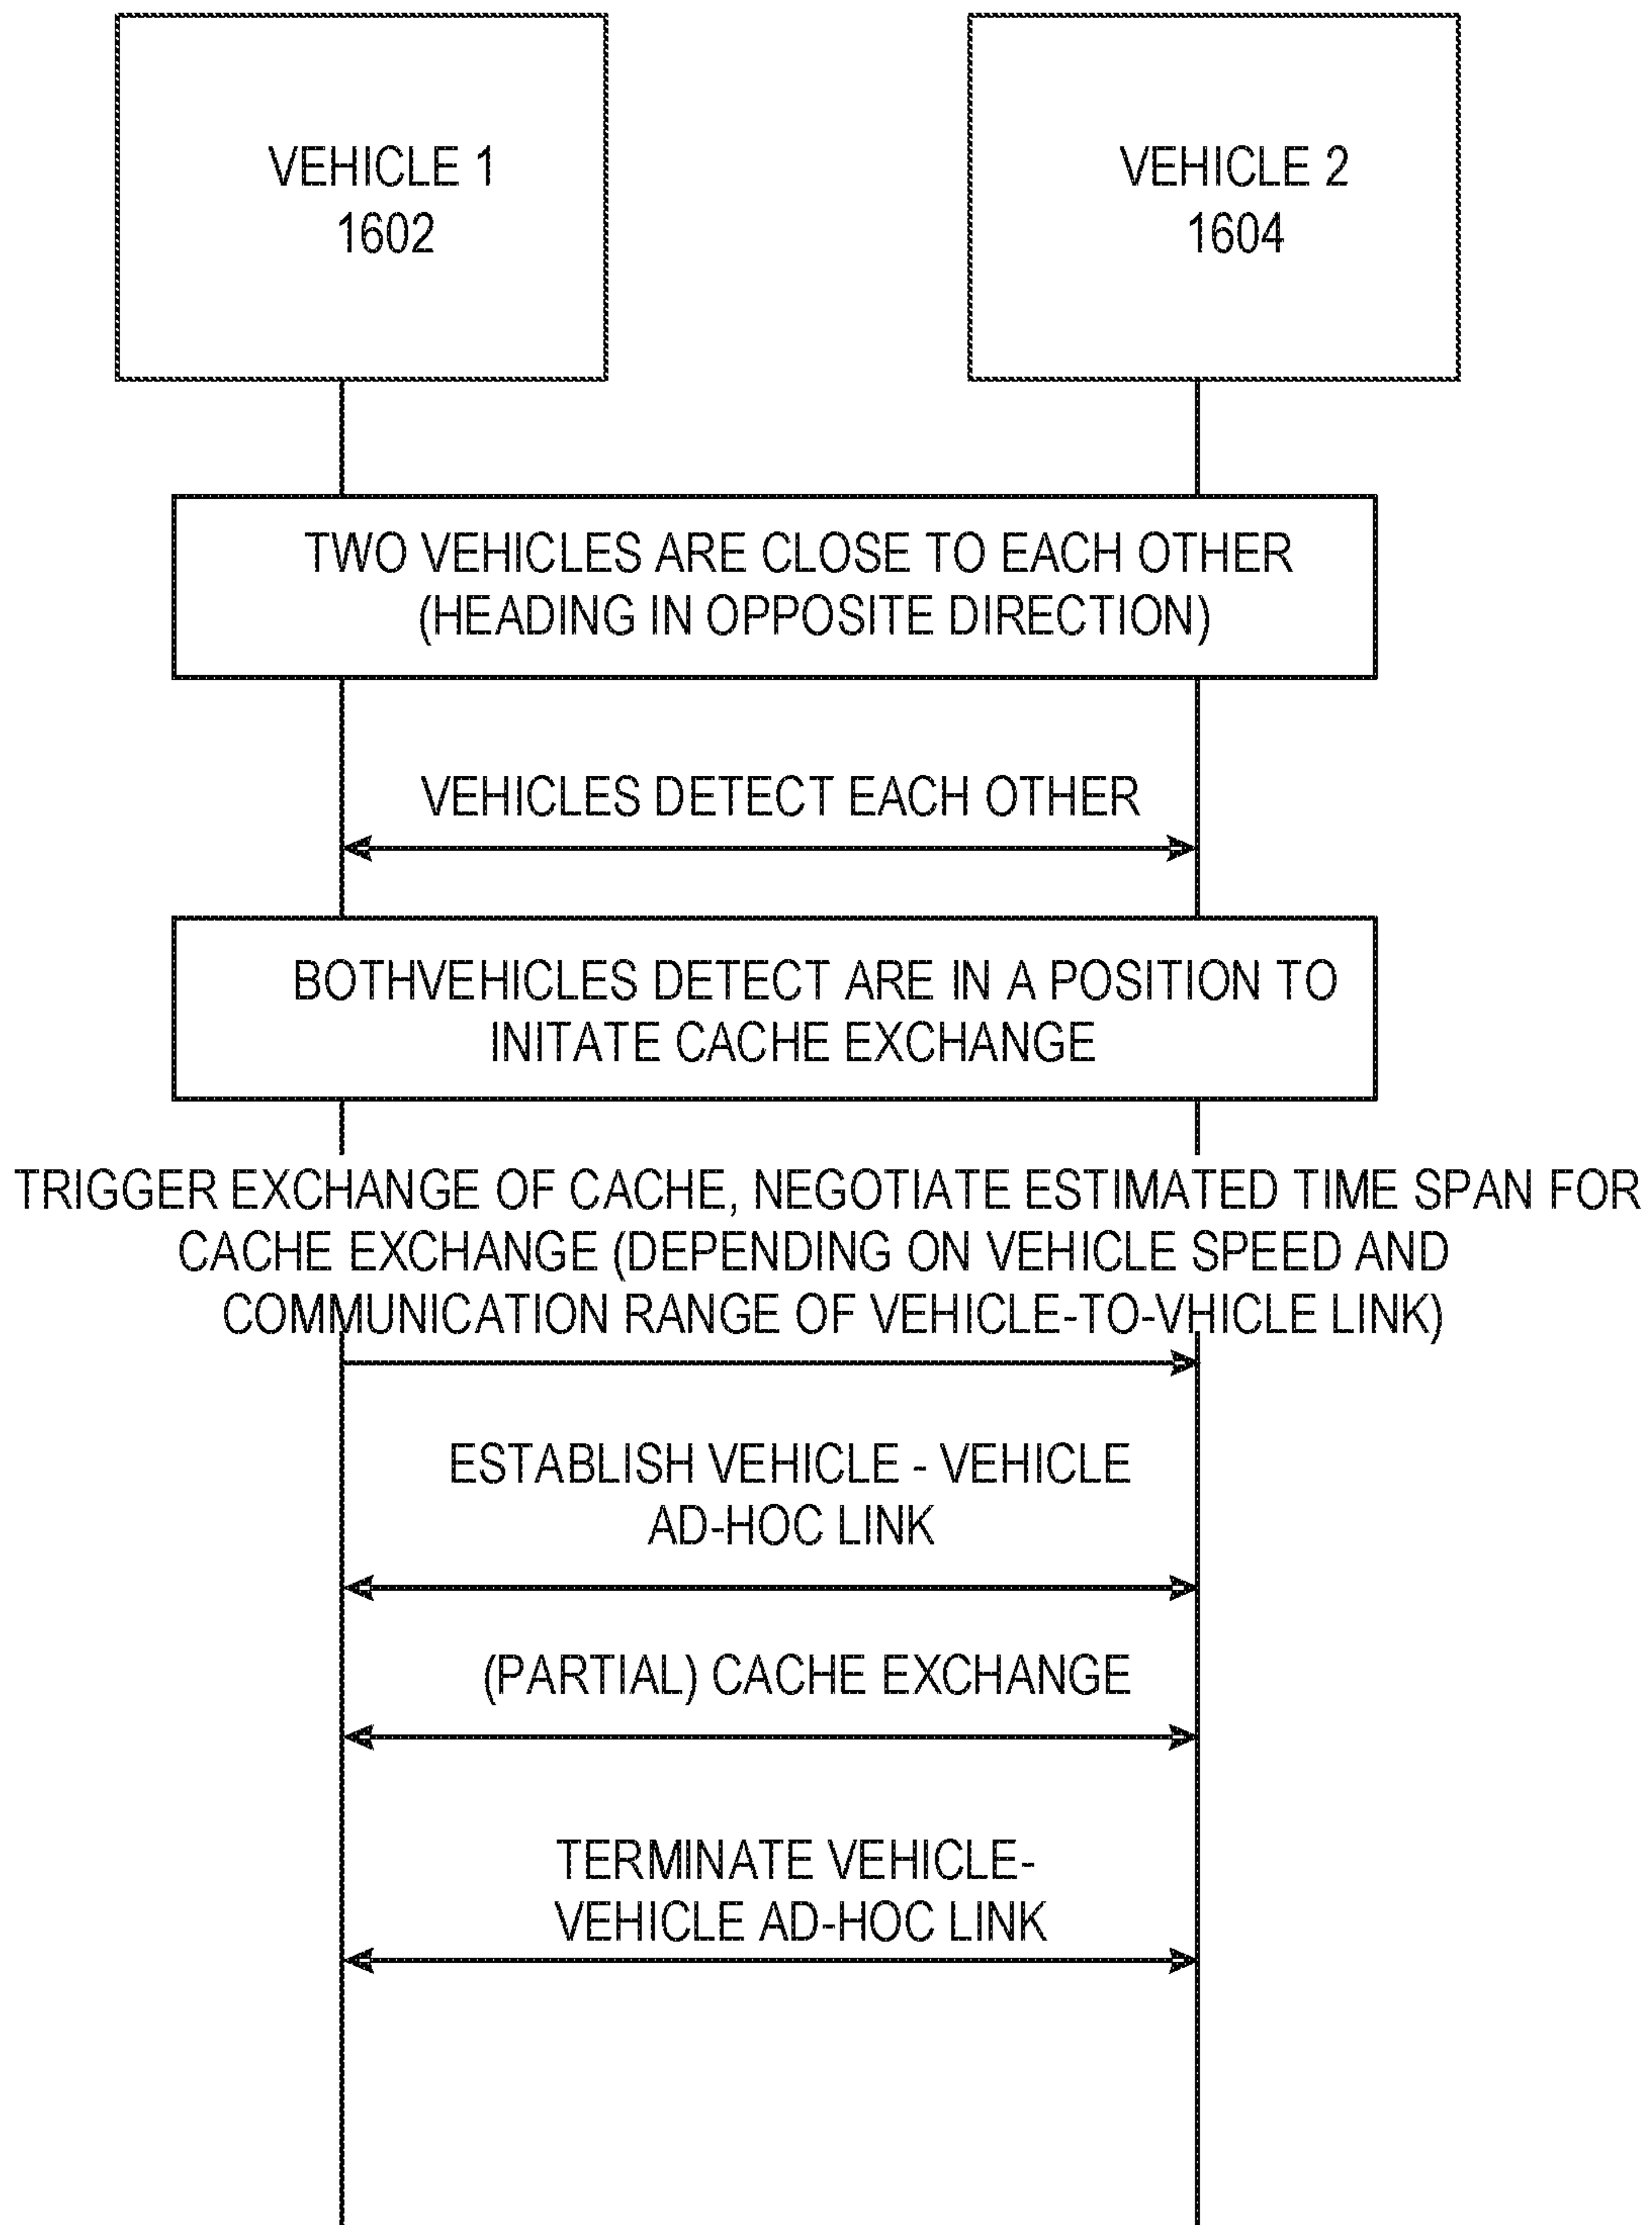 VEHICLE 1
1602
VEHICLE 2
1604
TWO VEHICLES ARE CLOSE TO EACH OTHER
(HEADING IN OPPOSITE DIRECTION)
VEHICLES DETECT EACH OTHER
BOTHVEHICLES DETECT ARE IN A POSITION TO
INITATE CACHE EXCHANGE
TRIGGER EXCHANGE OF CACHE, NEGOTIATE ESTIMATED TIME SPAN FOR
CACHE EXCHANGE (DEPENDING ON VEHICLE SPEED AND
COMMUNICATION RANGE OF VEHICLE-TO-VHICLE LINK)
ESTABLISH VEHICLE - VEHICLE
AD-HOC LINK
(PARTIAL) CACHE EXCHANGE
TERMINATE VEHICLE-
VEHICLE AD-HOC LINK